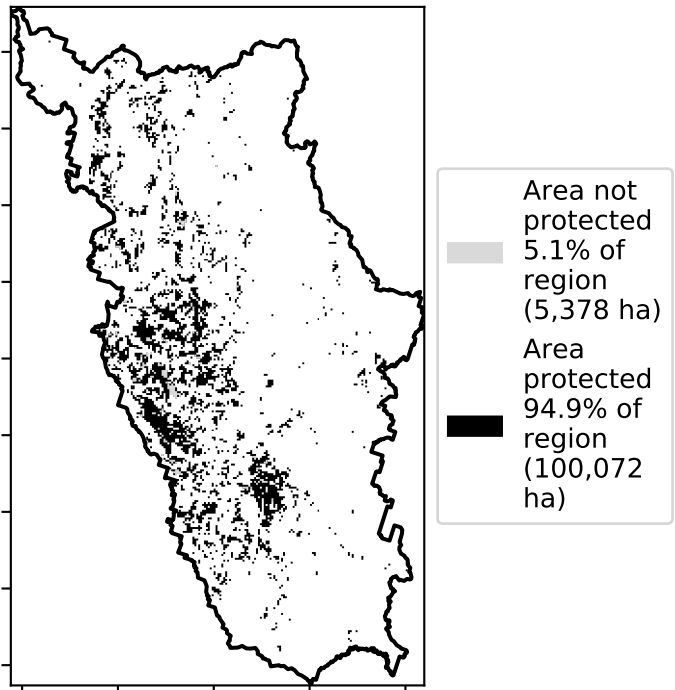 Area not
protected
5.1% of
region
(5,378 ha)
Area
protected
94.9% of
region
(100,072
ha)